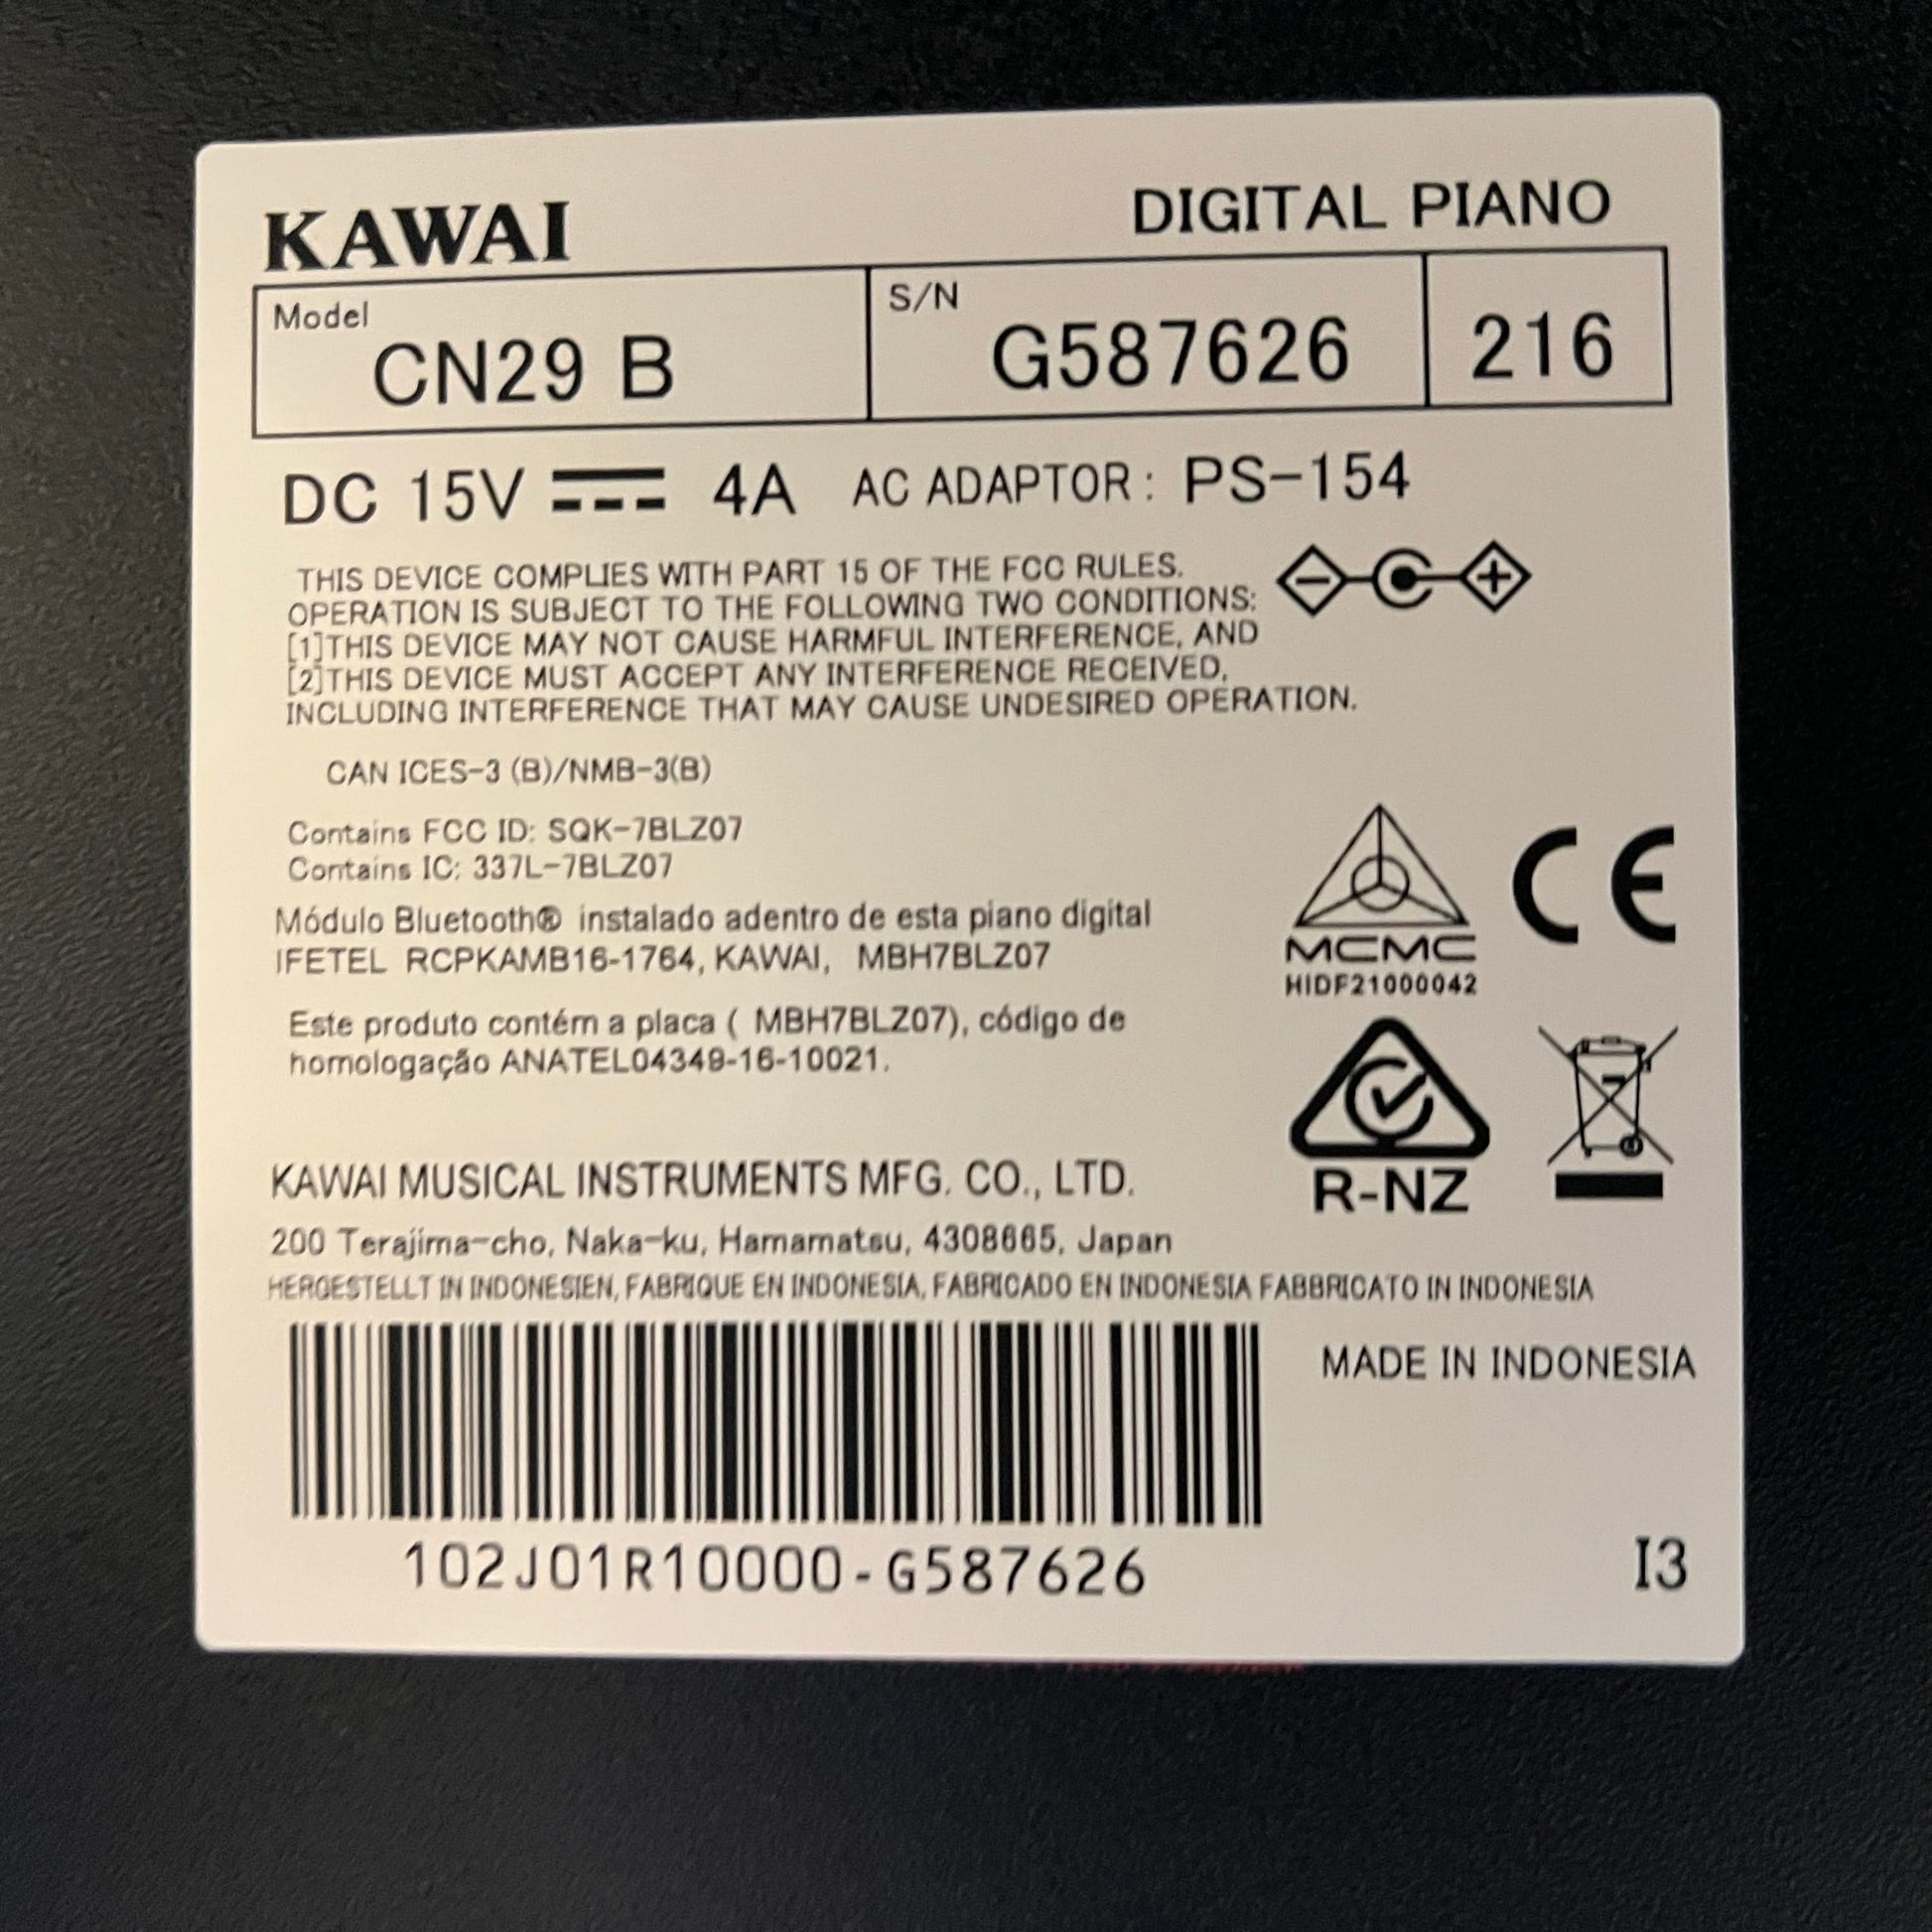 KAWAI DIGITAL PIANO
Model S/N
CN29 B G587626 216
DC 15V 4A AC ADAPTOR: PS-154
THIS DEVICE COMPLIES WITH PART 15 OF THE FCC RULES.
OPERATION IS SUBJECT TO THE FOLLOWING TWO CONDITIONS:
[1]THIS DEVICE MAY NOT CAUSE HARMFUL INTERFERENCE, AND
[2]THIS DEVICE MUST ACCEPT ANY INTERFERENCE RECEIVED,
INCLUDING INTERFERENCE THAT MAY CAUSE UNDESIRED OPERATION.
CAN ICES-3 (B)/NMB-3(B)
Contains FCC ID: SQK-7BLZ07
Contains IC: 337L-7BLZ07
Módulo Bluetooth® instalado adentro de esta piano digital
IFETEL RCPKAMB16-1764, KAWAI, MBH7BLZ07
Este produto contém a placa ( MBH7BLZ07), código de
homologação ANATEL04349-16-10021.
MCMC
HIDF21000042
CE
R-NZ
KAWAI MUSICAL INSTRUMENTS MFG. CO., LTD.
200 Terajima-cho, Naka-ku, Hamamatsu, 4308665, Japan
HERGESTELLT IN INDONESIEN, FABRIQUE EN INDONESIA, FABRICADO EN INDONESIA FABBRICATO IN INDONESIA
MADE IN INDONESIA
102J01R10000-G587626
I3